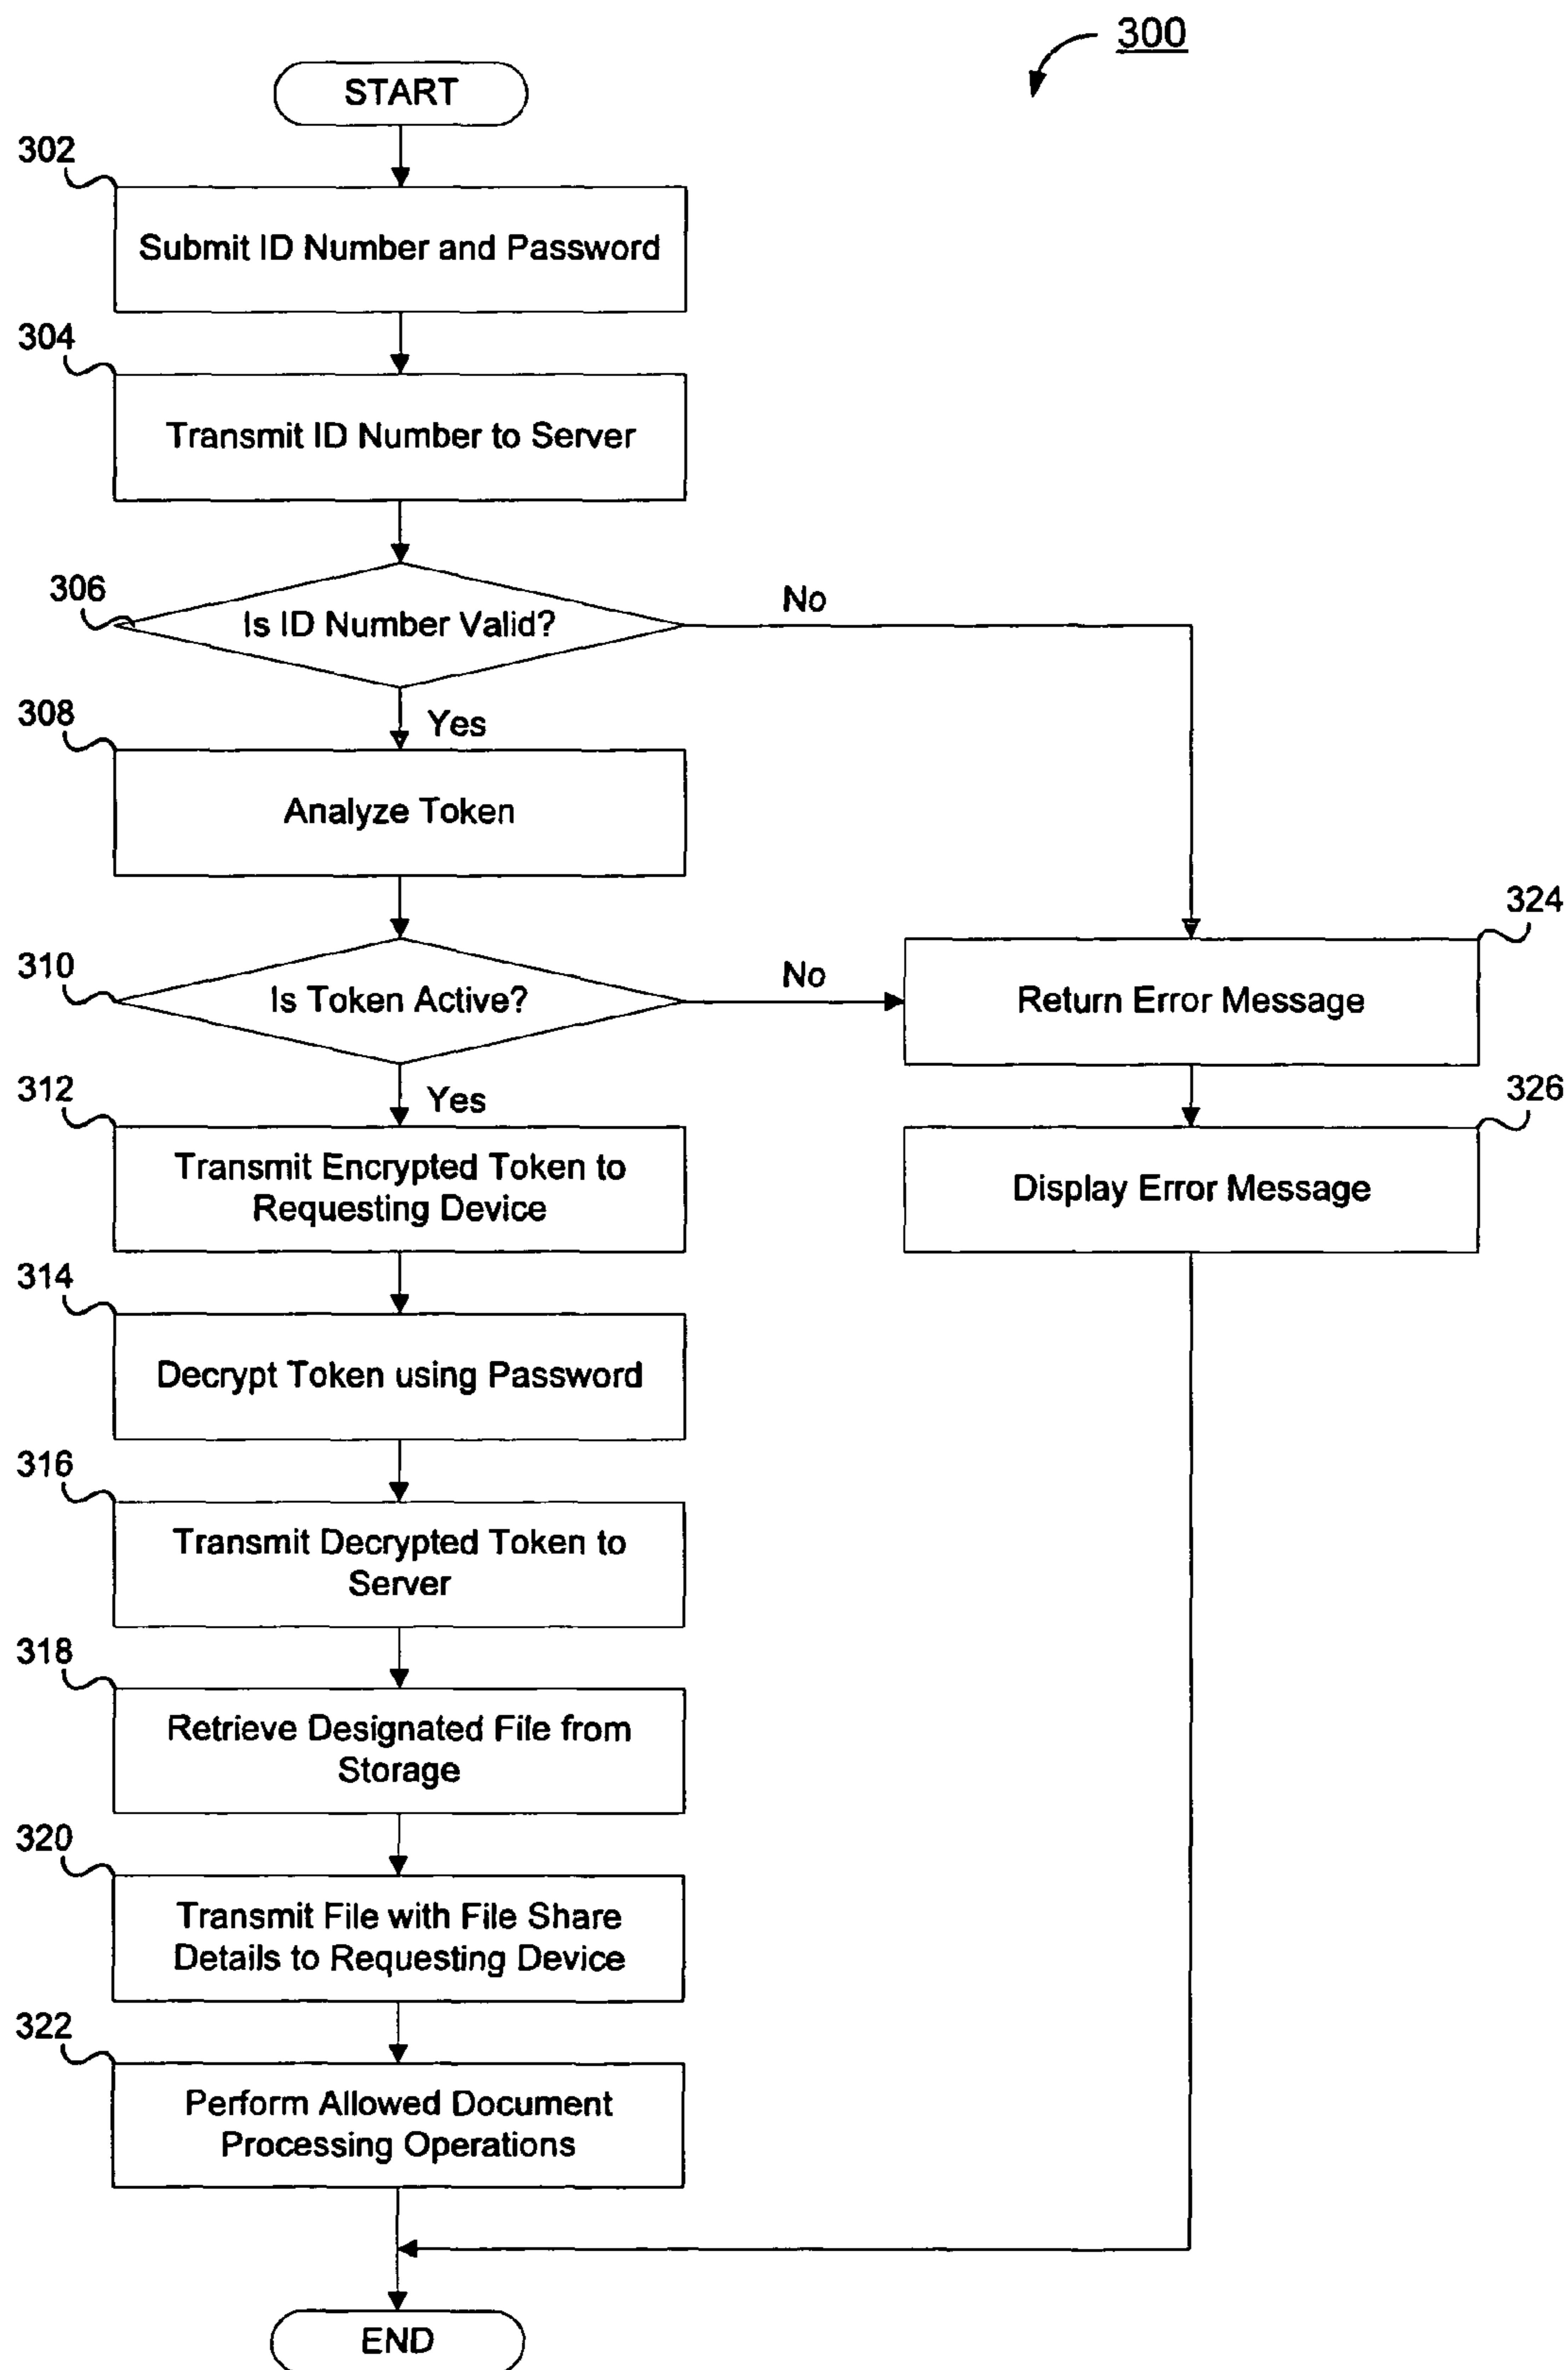 300
START
302
Submit ID Number and Password
304
Transmit ID Number to Server
306
Is ID Number Valid?
No
308
Yes
Analyze Token
324
310
Is Token Active?
No
Return Error Message
312
Yes
326
Transmit Encrypted Token to
Requesting Device
Display Error Message
314
Decrypt Token using Password
316
Transmit Decrypted Token to
Server
318
Retrieve Designated File from
Storage
320
Transmit File with File Share
Details to Requesting Device
322
Perform Allowed Document
Processing Operations
END